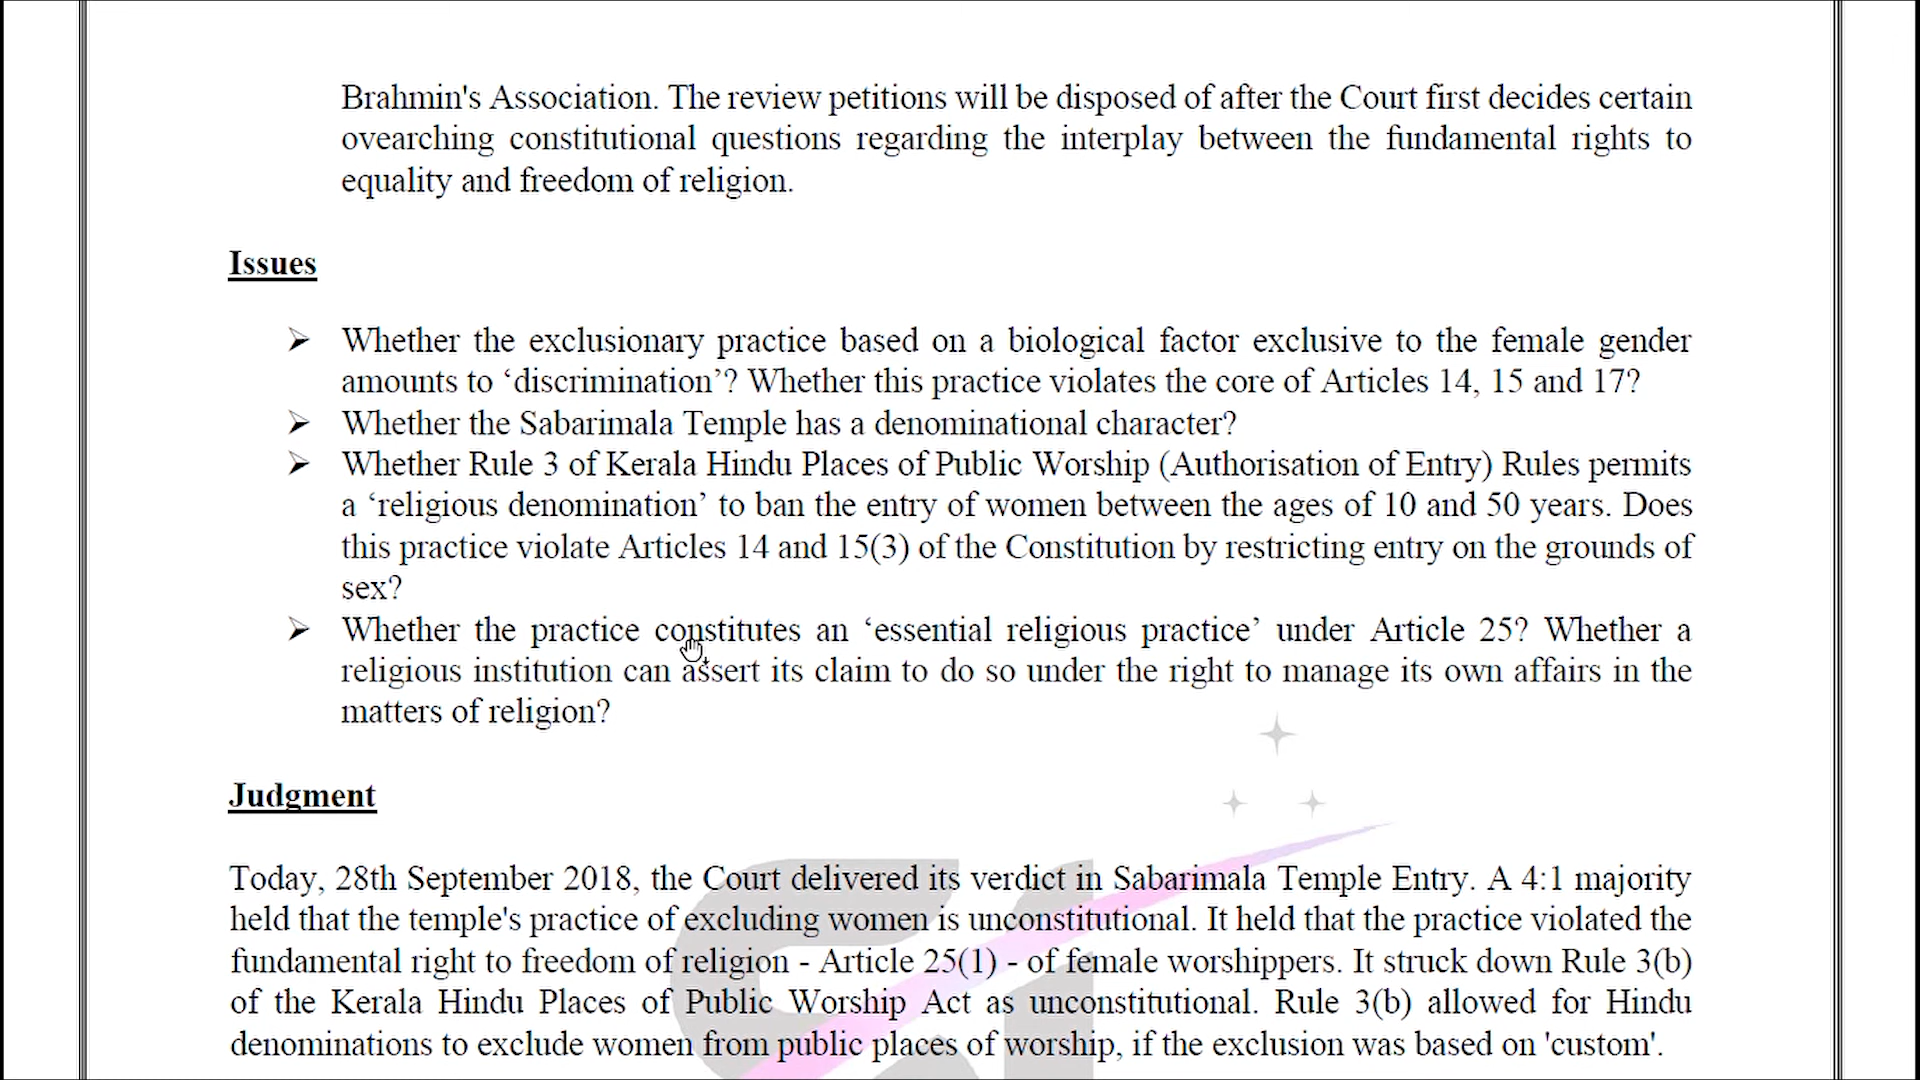 Brahmin's Association. The review petitions will be disposed of after the Court first decides certain
ovearching constitutional questions regarding the interplay between the fundamental rights to
equality and freedom of religion.
Issues
➢ Whether the exclusionary practice based on a biological factor exclusive to the female gender
amounts to ‘discrimination’? Whether this practice violates the core of Articles 14, 15 and 17?
➢ Whether the Sabarimala Temple has a denominational character?
➢ Whether Rule 3 of Kerala Hindu Places of Public Worship (Authorisation of Entry) Rules permits
a ‘religious denomination’ to ban the entry of women between the ages of 10 and 50 years. Does
this practice violate Articles 14 and 15(3) of the Constitution by restricting entry on the grounds of
sex?
➢ Whether the practice constitutes an ‘essential religious practice’ under Article 25? Whether a
religious institution can assert its claim to do so under the right to manage its own affairs in the
matters of religion?
Judgment
Today, 28th September 2018, the Court delivered its verdict in Sabarimala Temple Entry. A 4:1 majority
held that the temple's practice of excluding women is unconstitutional. It held that the practice violated the
fundamental right to freedom of religion - Article 25(1) - of female worshippers. It struck down Rule 3(b)
of the Kerala Hindu Places of Public Worship Act as unconstitutional. Rule 3(b) allowed for Hindu
denominations to exclude women from public places of worship, if the exclusion was based on 'custom'.